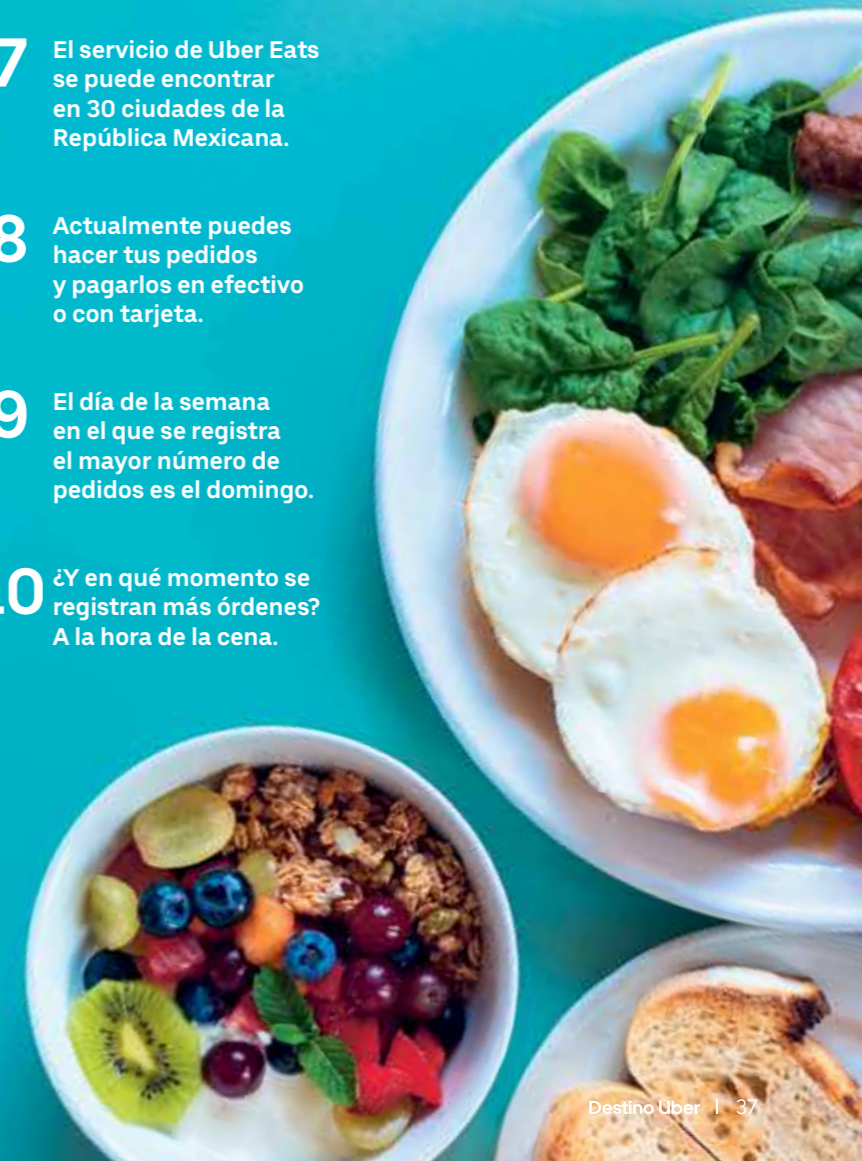 7
El servicio de Uber Eats
se puede encontrar
en 30 ciudades de la
República Mexicana.
8
Actualmente puedes
hacer tus pedidos
y pagarlos en efectivo
o con tarjeta.
9
El día de la semana
en el que se registra
el mayor número de
pedidos es el domingo.
10
¿Y en qué momento se
registran más órdenes?
A la hora de la cena.
Destino Uber | 37